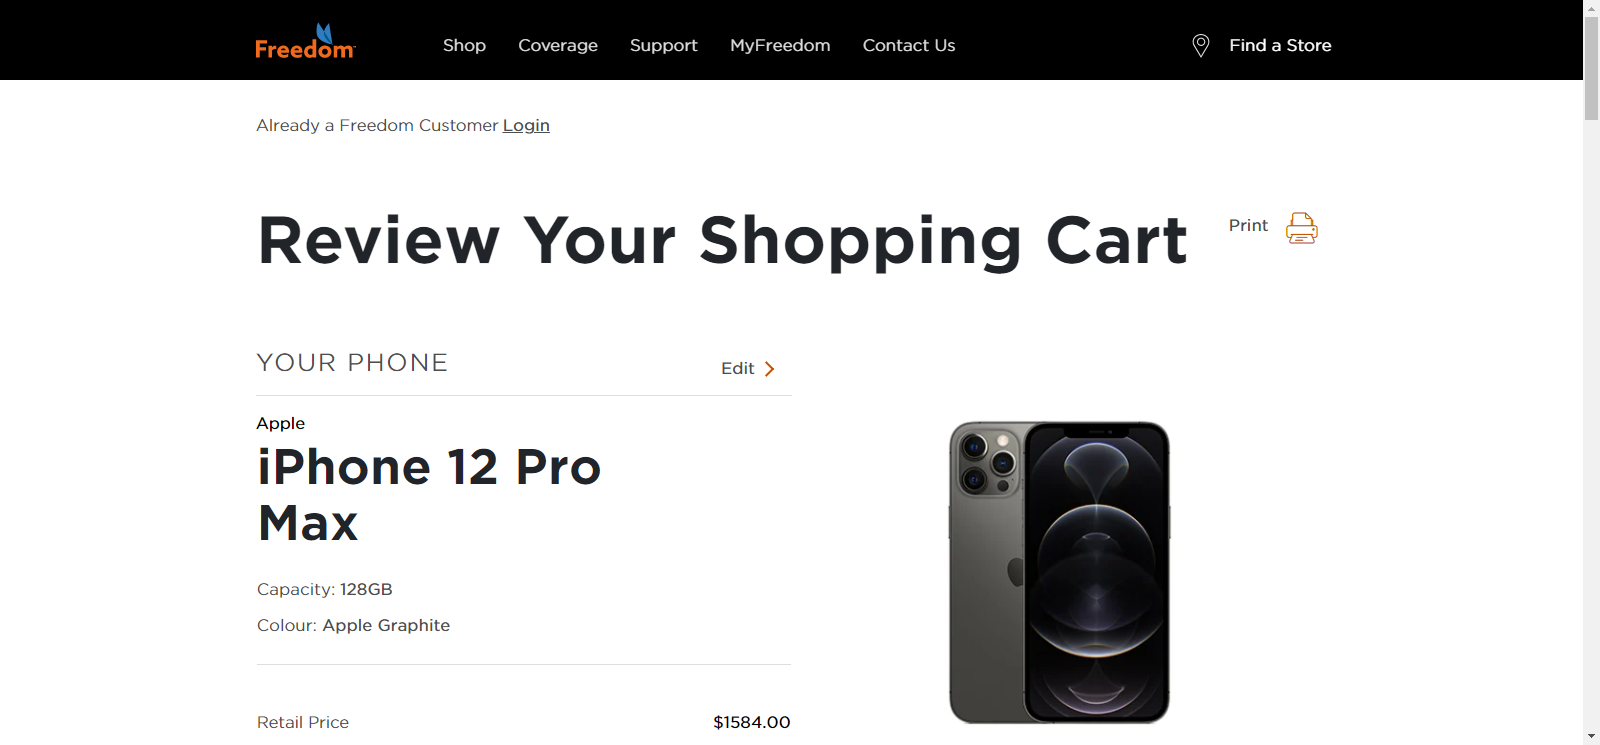 Freedom
Shop Coverage Support MyFreedom Contact Us Find a Store
Already a Freedom Customer Login
Review Your Shopping Cart
Print
YOUR PHONE
Edit
Apple
iPhone 12 Pro
Max
Capacity: 128GB
Colour: Apple Graphite
Retail Price $1584.00